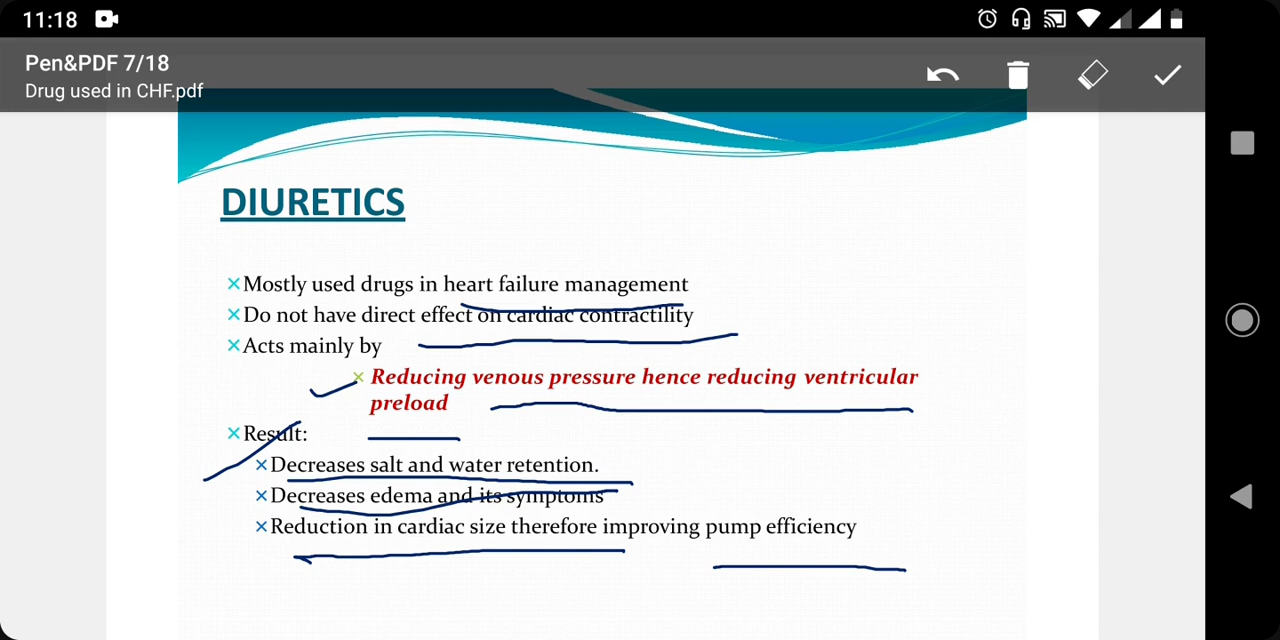 11:18
Pen&PDF 7/18
Drug used in CHF.pdf
DIURETICS
Mostly used drugs in heart failure management
Do not have direct effect on cardiac contractility
Acts mainly by
Reducing venous pressure hence reducing ventricular
preload
Result:
Decreases salt and water retention.
Decreases edema and its symptoms
Reduction in cardiac size therefore improving pump efficiency